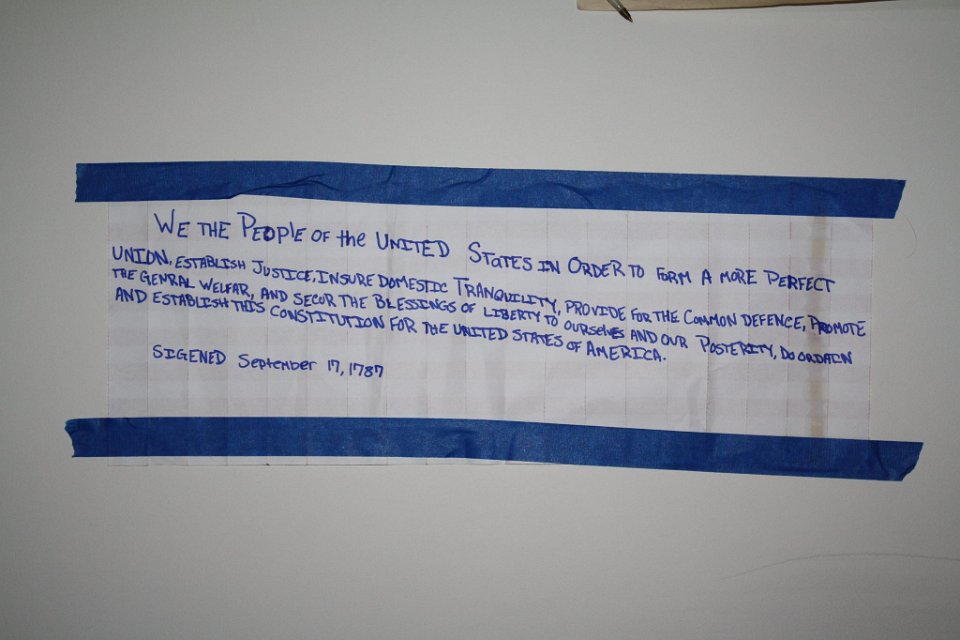 WE THE PEOPLE OF the UNITED STATES IN ORDER TO FORM A MORE PERFECT
UNION, ESTABLISH JUSTICE, INSURE DOMESTIC TRANQUILITY, PROVIDE FOR THE COMMON DEFENCE, PROMOTE
THE GENRAL WELFAR, AND SECUR THE BLESSINGS OF LIBERTY TO OURSELVES AND OUR POSTERITY, DO ORDAIN
AND ESTABLISH THIS CONSTITUTION FOR THE UNITED STATES OF AMERICA.
SIGENED September 17, 1787